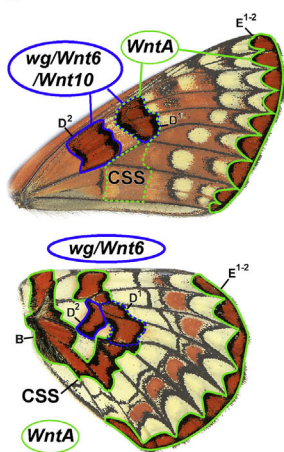 E1-2
WntA
wg/Wnt6
/Wnt10
D2
D1
CSS
wg/Wnt6
E1-2
D1
D2
B
CSS
WntA